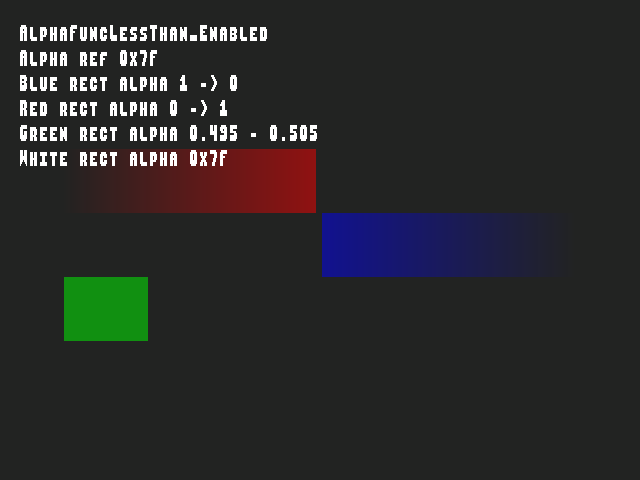 AlphaFuncLessThan_Enabled
Alpha ref 0x7f
Blue rect alpha 1 -> 0
Red rect alpha 0 -> 1
Green rect alpha 0.495 - 0.505
White rect alpha 0x7f